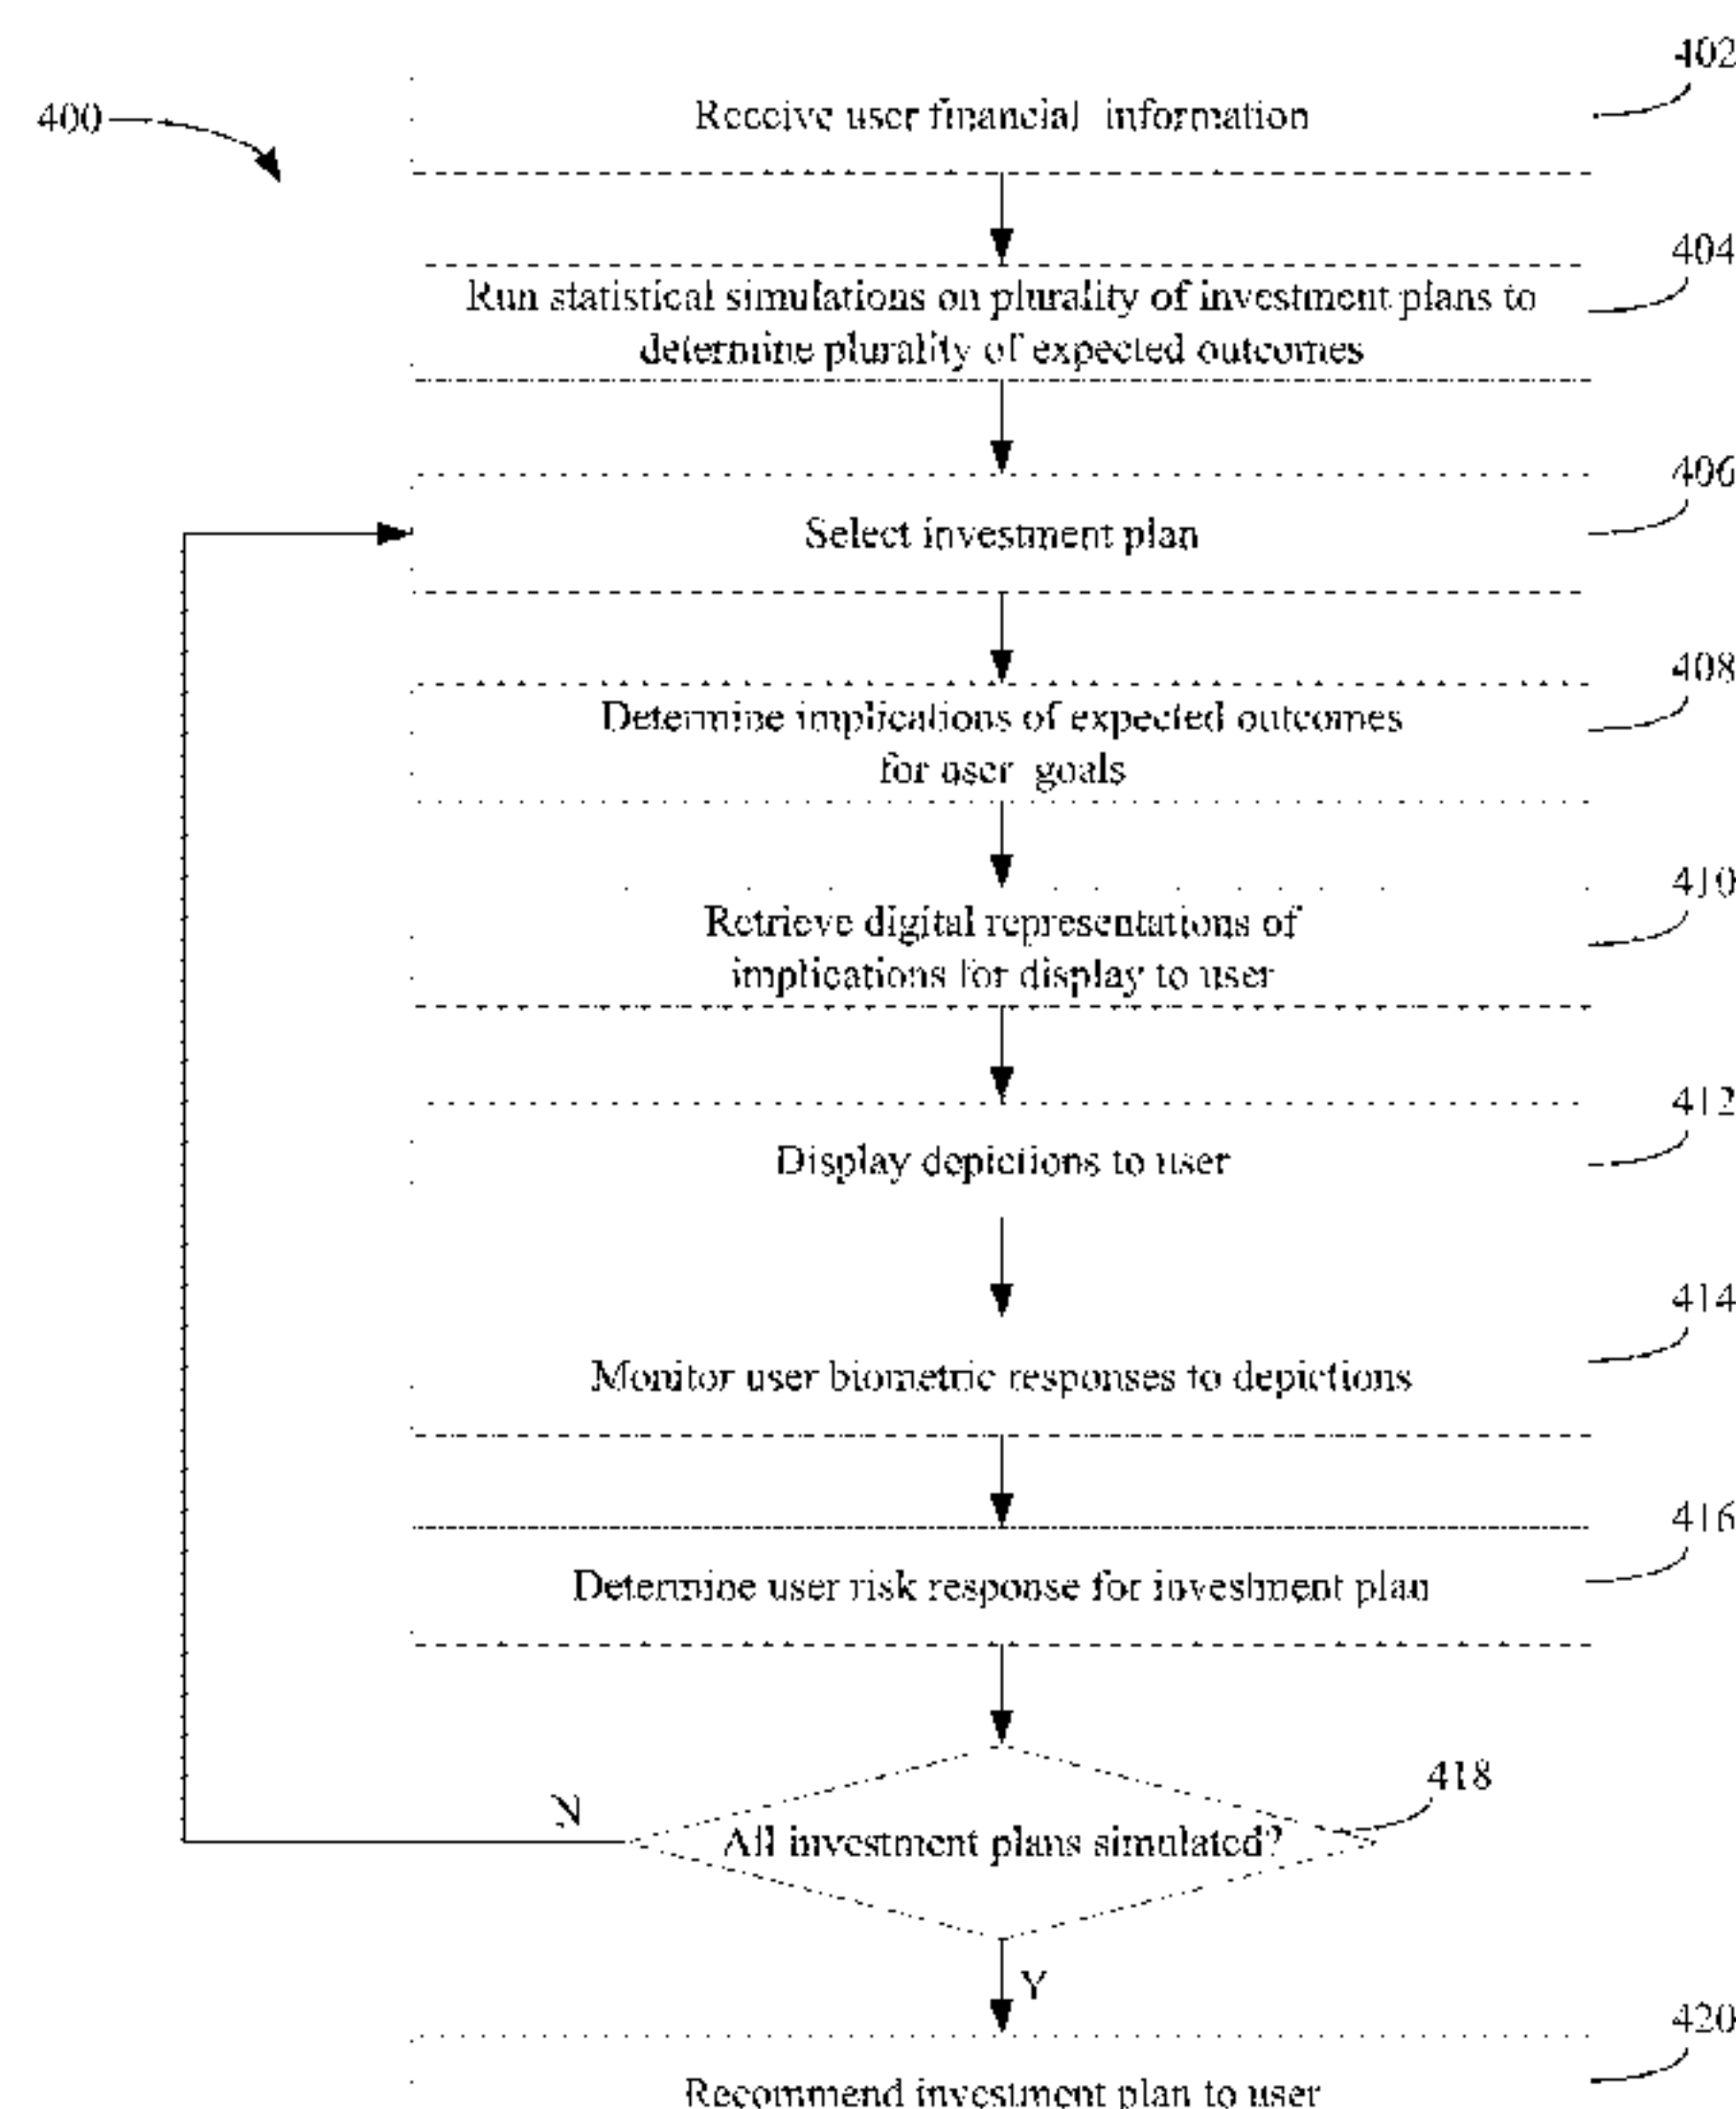 402
400
Receive user financial information
404
Run statistical simulations on plurality of investment plans to
determine plurality of expected outcomes
406
Select investment plan
408
Determine implications of expected outcomes
for user goals
410
Retrieve digital representations of
implications for display to user
412
Display depictions to user
414
Monitor user biometric responses to depictions
416
Determine user risk response for investment plan
418
N
All investment plans simulated?
Y
420
Recommend investment plan to user